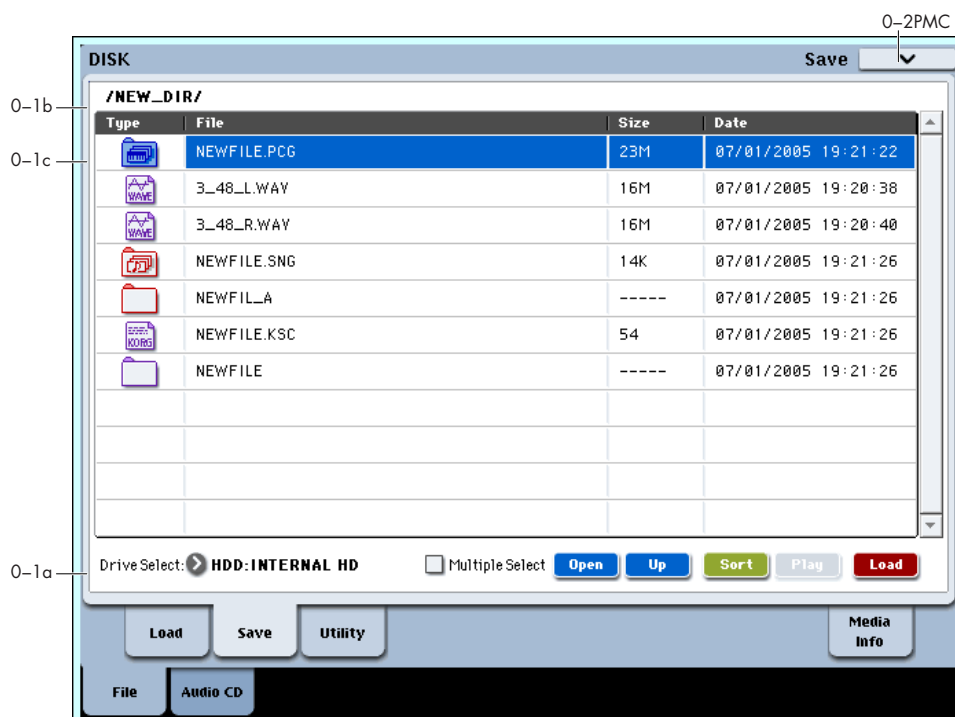 0–2PMC
DISK
Save
/NEW_DIR/
0–1b
Type File Size Date
0–1c
NEWFILE.PCG 23M 07/01/2005 19:21:22
WAVE 3_48_L.WAV 16M 07/01/2005 19:20:38
WAVE 3_48_R.WAV 16M 07/01/2005 19:20:40
NEWFILE.SNG 14K 07/01/2005 19:21:26
NEWFIL_A ----- 07/01/2005 19:21:26
KORG NEWFILE.KSC 54 07/01/2005 19:21:26
NEWFILE ----- 07/01/2005 19:21:26
0–1a
Drive Select: HDD:INTERNAL HD Multiple Select Open Up Sort Play Load
Load Save Utility Media Info
File Audio CD